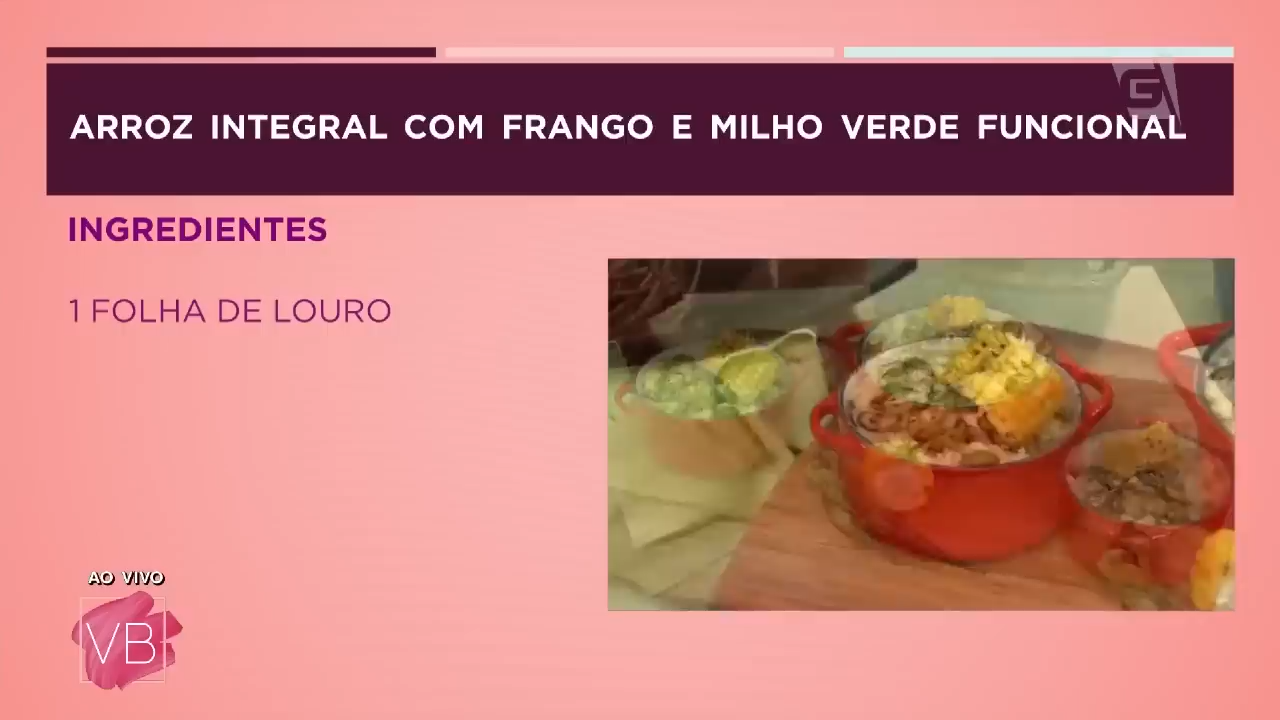 ARROZ INTEGRAL COM FRANGO E MILHO VERDE FUNCIONAL
INGREDIENTES
1 FOLHA DE LOURO
AO VIVO
VB
G